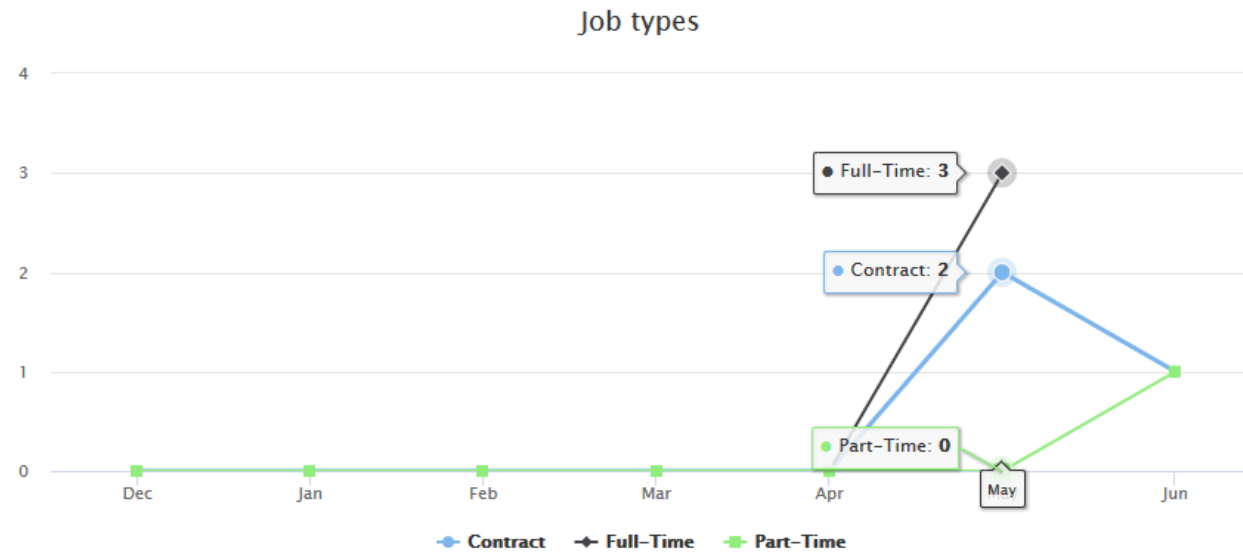 Job types
4
3
2
1
0
● Full-Time: 3
● Contract: 2
● Part-Time: 0
Dec Jan Feb Mar Apr May Jun
Contract Full-Time Part-Time